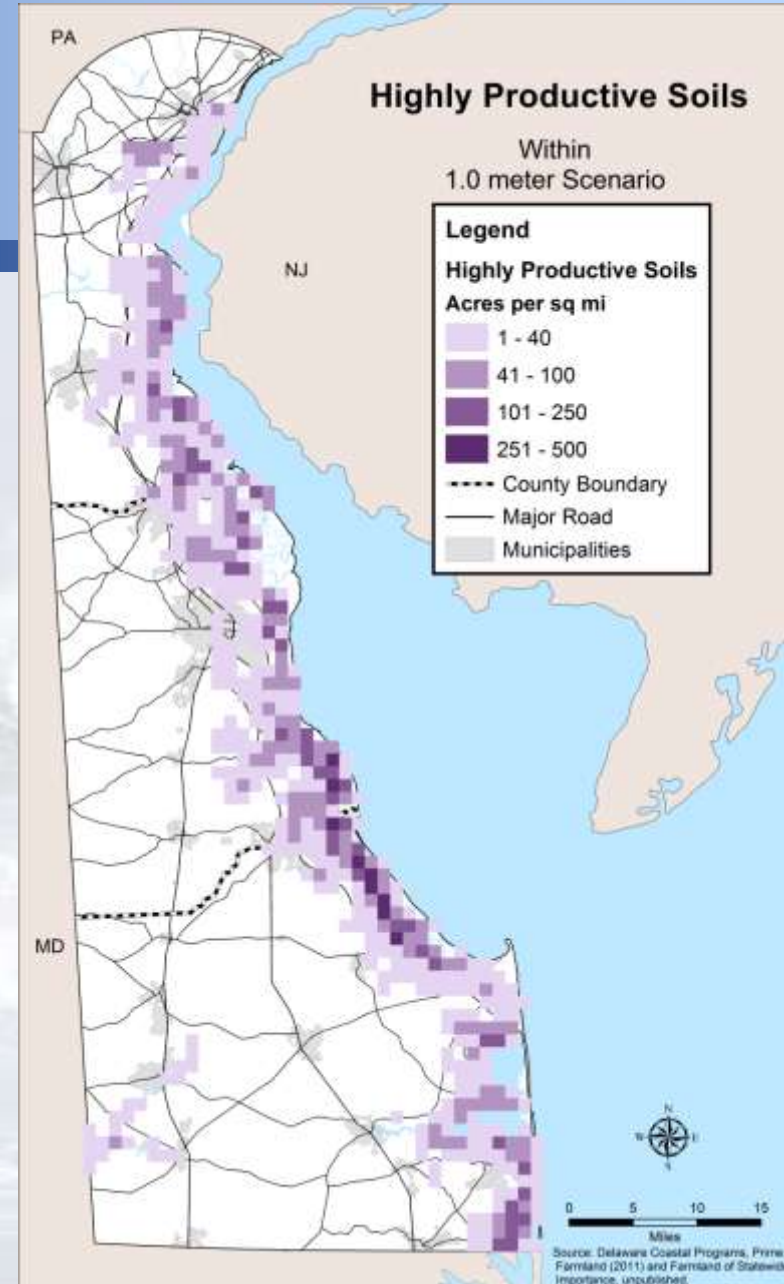 PA
Highly Productive Soils
Within
1.0 meter Scenario
Legend
Highly Productive Soils
Acres per sq mi
1 - 40
41 - 100
101 - 250
251 - 500
County Boundary
Major Road
Municipalities
NJ
MD
N
W E
S
0 5 10 15
Miles
Source: Delaware Coastal Programs, Prime
Farmland (2011) and Farmland of Statewide
Importance, unpublished